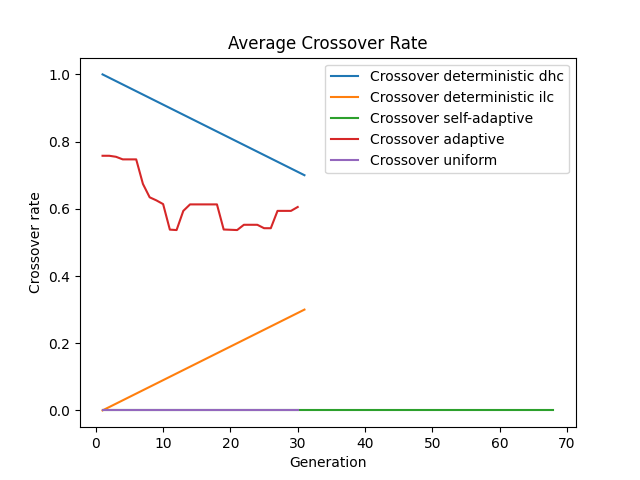 Average Crossover Rate
Crossover deterministic dhc
Crossover deterministic ilc
Crossover self-adaptive
Crossover adaptive
Crossover uniform
Crossover rate
1.0
0.8
0.6
0.4
0.2
0.0
0 10 20 30 40 50 60 70
Generation